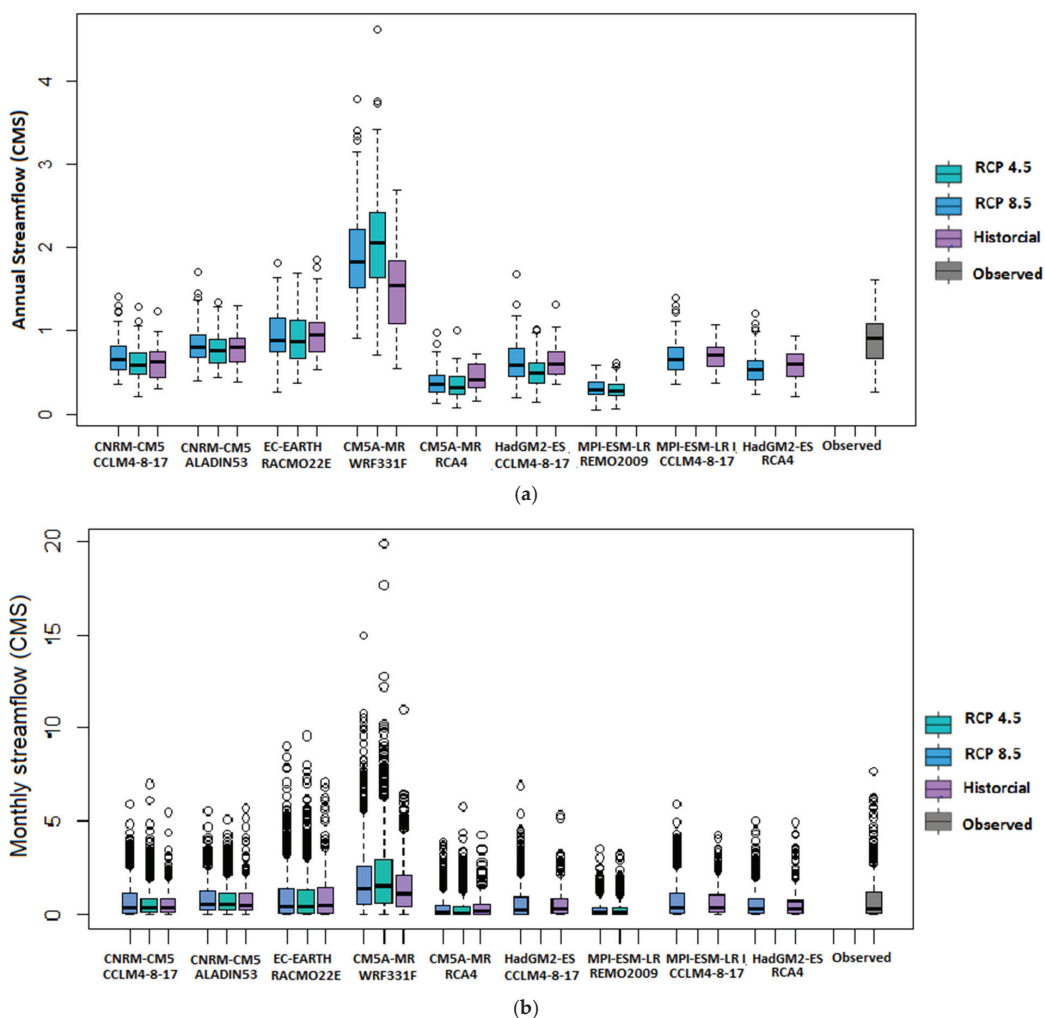 Annual Streamflow (CMS)
4
3
2
1
0
RCP 4.5
RCP 8.5
Historcial
Observed
CNRM-CM5
CCLM4-8-17
CNRM-CM5
ALADIN53
EC-EARTH
RACMO22E
CM5A-MR
WRF331F
CM5A-MR
RCA4
HadGM2-ES
CCLM4-8-17
MPI-ESM-LR
REMO2009
MPI-ESM-LR I
CCLM4-8-17
HadGM2-ES
RCA4
Observed
(a)
Monthly streamflow (CMS)
20
15
10
5
0
RCP 4.5
RCP 8.5
Historcial
Observed
CNRM-CM5
CCLM4-8-17
CNRM-CM5
ALADIN53
EC-EARTH
RACMO22E
CM5A-MR
WRF331F
CM5A-MR
RCA4
HadGM2-ES
CCLM4-8-17
MPI-ESM-LR
REMO2009
MPI-ESM-LR I
CCLM4-8-17
HadGM2-ES
RCA4
Observed
(b)